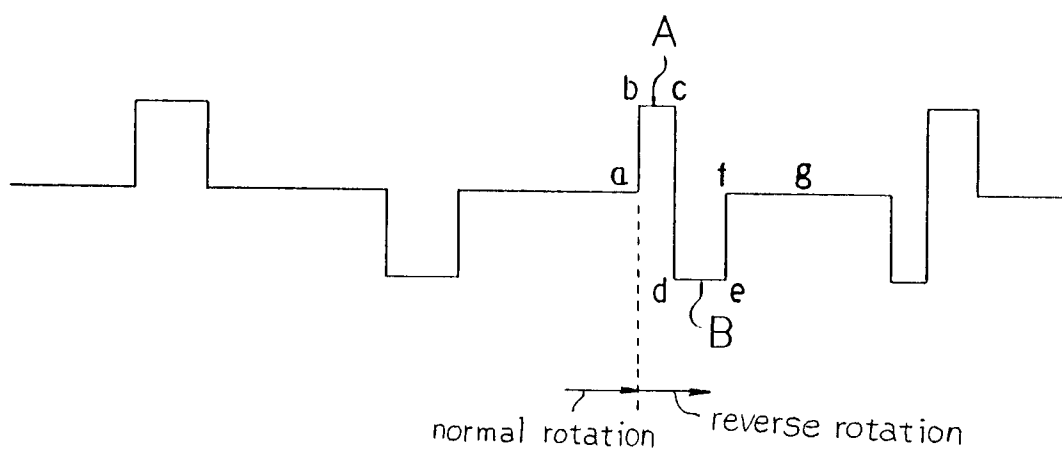 A
b c
a f g
d e
B
normal rotation reverse rotation